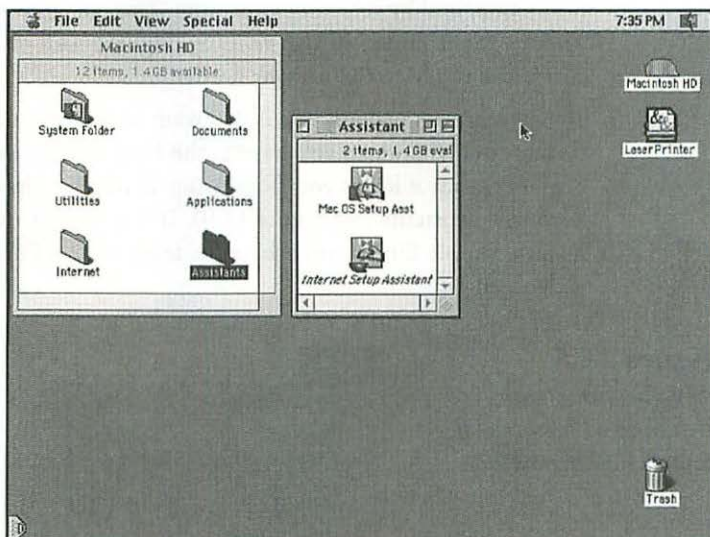 File Edit View Special Help 7:35 PM
Macintosh HD
12 items, 1.4 GB available
System Folder
Documents
Utilities
Applications
Internet
Assistants
Assistant
2 items, 1.4 GB avail
Mac OS Setup Asst
Internet Setup Assistant
Macintosh HD
LaserPrinter
Trash